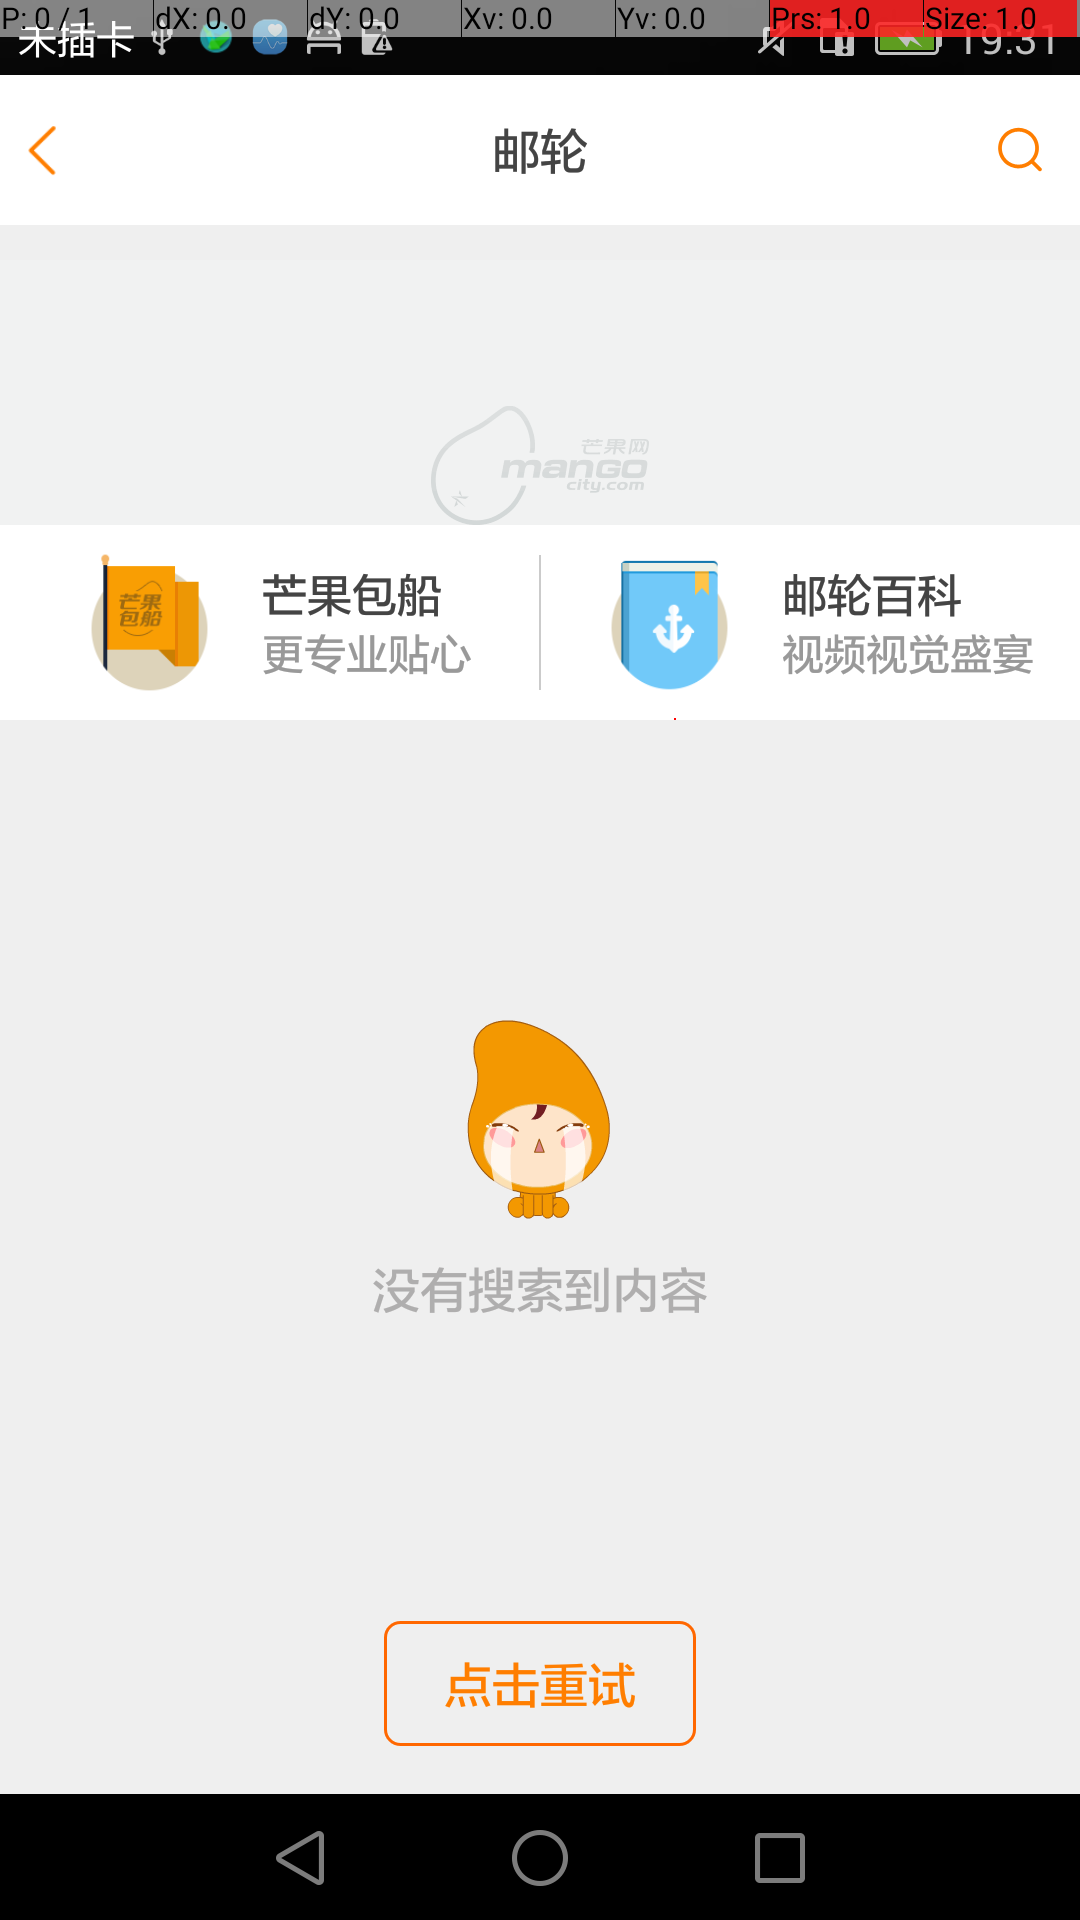 P: 0 / 1 dX: 0.0 dY: 0.0 Xv: 0.0 Yv: 0.0 Prs: 1.0 Size: 1.0
未插卡 19:31
邮轮
芒果网
mango
city.com
芒果包船
更专业贴心
芒果
包船
邮轮百科
视频视觉盛宴
没有搜索到内容
点击重试